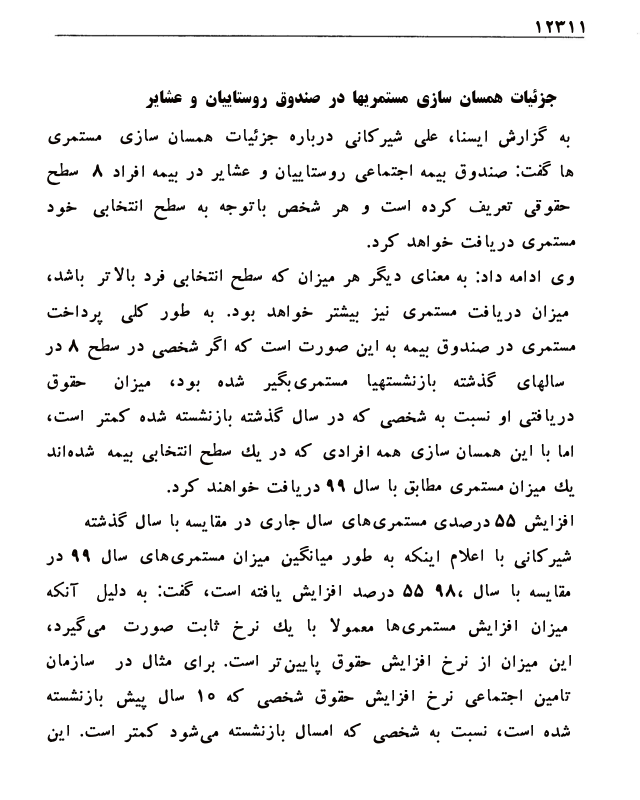 ۱۲۳۱۱
جزئیات همسان سازی مستمریها در صندوق روستاییان و عشایر
به گزارش ایسنا، علی شیرکانی درباره جزئیات همسان سازی مستمری
ها گفت: صندوق بیمه اجتماعی روستاییان و عشایر در بیمه افراد ۸ سطح
حقوقی تعریف کرده است و هر شخص باتوجه به سطح انتخابی خود
مستمری دریافت خواهد کرد.
وی ادامه داد: به معنای دیگر هر میزان که سطح انتخابی فرد بالاتر باشد،
میزان دریافت مستمری نیز بیشتر خواهد بود. به طور کلی پرداخت
مستمری در صندوق بیمه به این صورت است که اگر شخصی در سطح ۸ در
سالهای گذشته بازنشستهیا مستمری‌بگیر شده بود، میزان حقوق
دریافتی او نسبت به شخصی که در سال گذشته بازنشسته شده کمتر است،
اما با این همسان سازی همه افرادی که در یك سطح انتخابی بیمه شده‌اند
یك میزان مستمری مطابق با سال ۹۹ دریافت خواهند کرد.
افزایش ۵۵ درصدی مستمری‌های سال جاری در مقایسه با سال گذشته
شیرکانی با اعلام اینکه به طور میانگین میزان مستمری‌های سال ۹۹ در
مقایسه با سال ،۹۸ ۵۵ درصد افزایش یافته است، گفت: به دلیل آنکه
میزان افزایش مستمری‌ها معمولا با یك نرخ ثابت صورت می‌گیرد،
این میزان از نرخ افزایش حقوق پایین‌تر است. برای مثال در سازمان
تامین اجتماعی نرخ افزایش حقوق شخصی که ۱۰ سال پیش بازنشسته
شده است، نسبت به شخصی که امسال بازنشسته می‌شود کمتر است. این